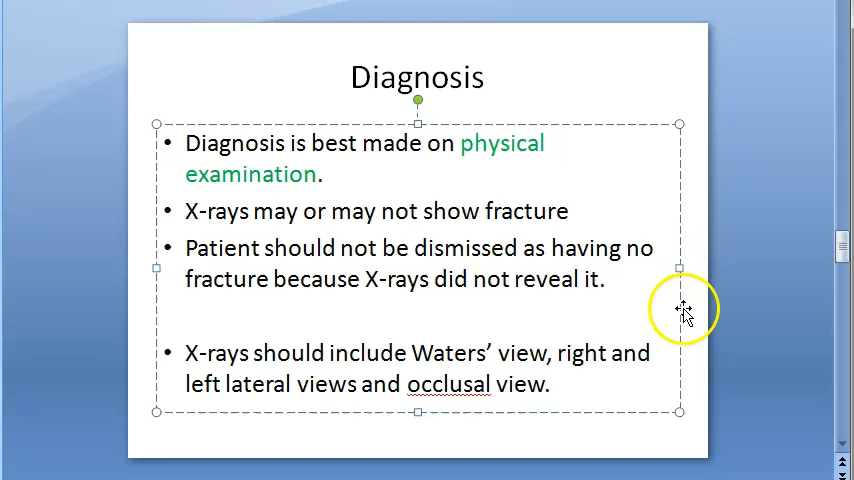 Diagnosis
• Diagnosis is best made on physical
examination.
• X-rays may or may not show fracture
• Patient should not be dismissed as having no
fracture because X-rays did not reveal it.
• X-rays should include Waters’ view, right and
left lateral views and occlusal view.